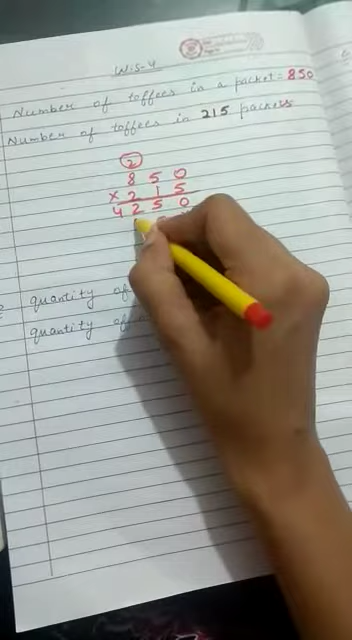 W.S-4
Number of toffees in a packet = 850
Number of toffees in 215 packets
2
8 5 0
x 2 1 5
4 2 5 0
quantity of
quantity of